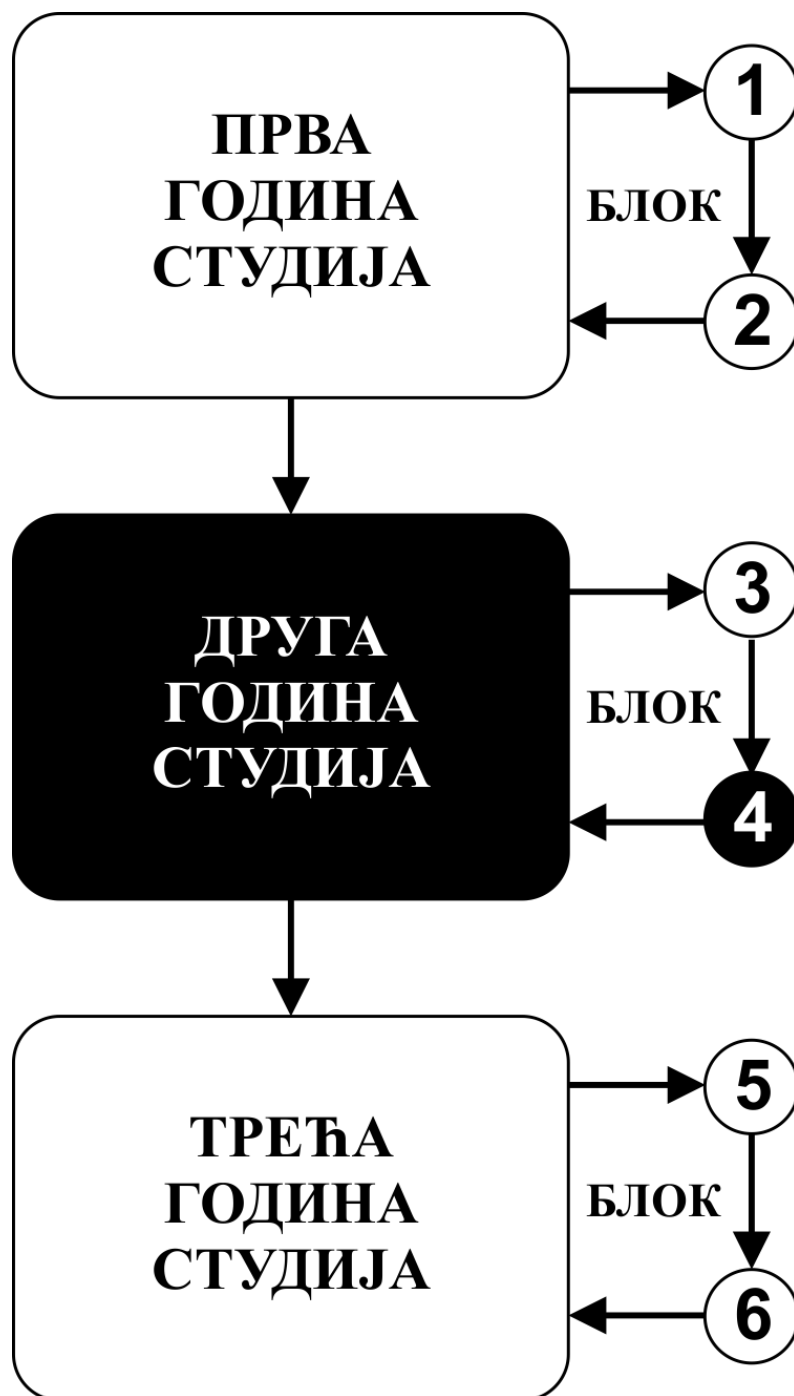 ПРВА
ГОДИНА
СТУДИЈА
1
БЛОК
2
ДРУГА
ГОДИНА
СТУДИЈА
3
БЛОК
4
ТРЕЋА
ГОДИНА
СТУДИЈА
5
БЛОК
6